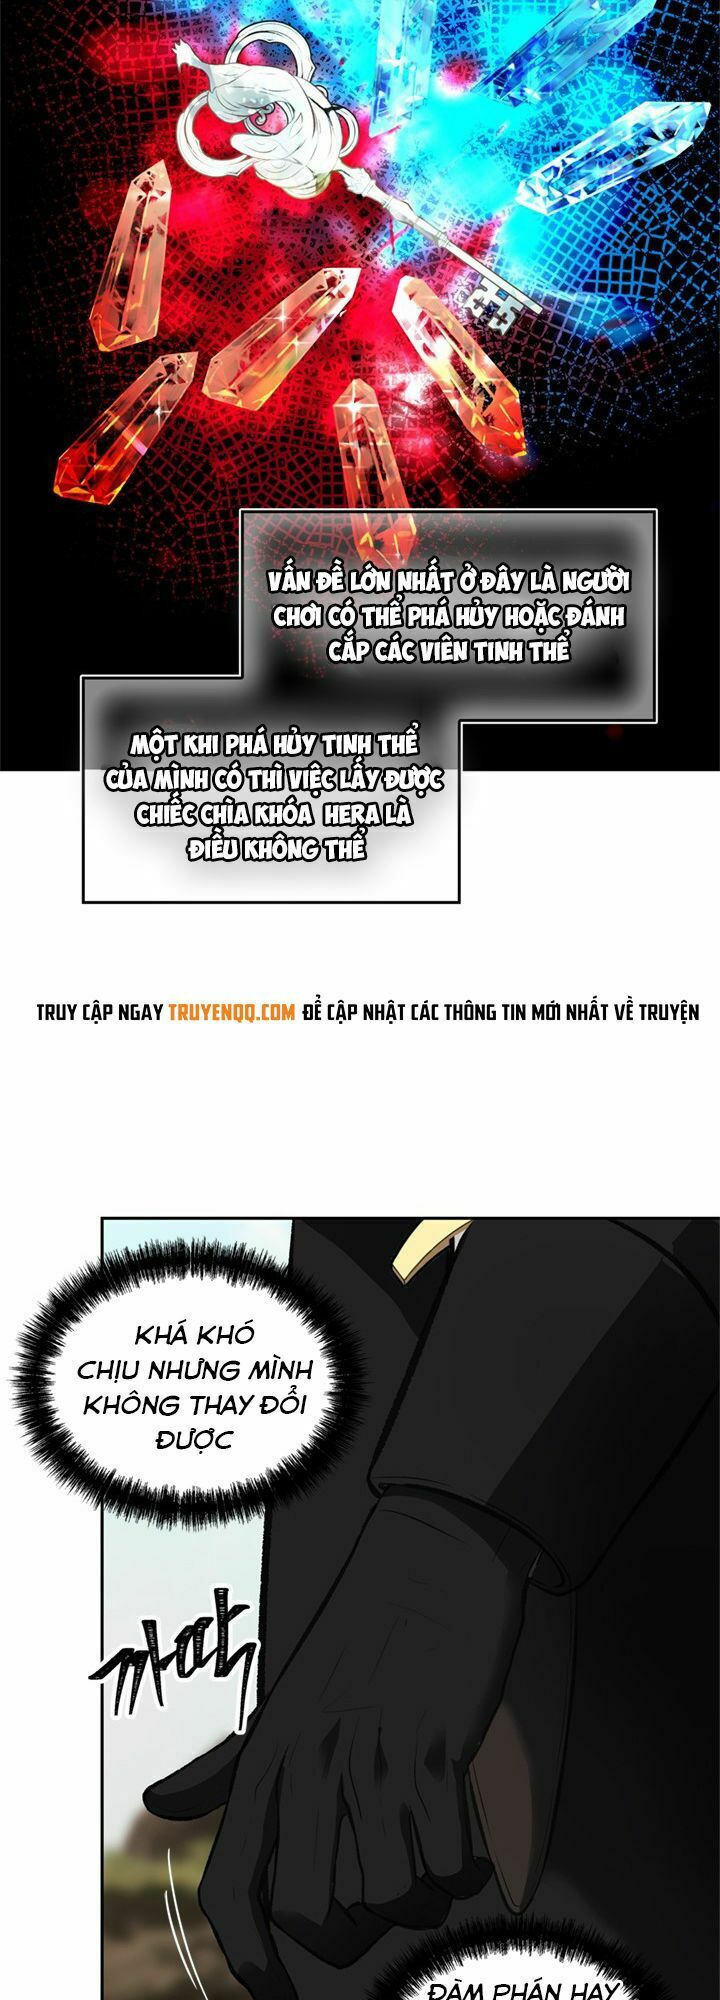 VẤN ĐỀ LỚN NHẤT Ở ĐÂY LÀ NGƯỜI
CHƠI CÓ THỂ PHÁ HỦY HOẶC ĐÁNH
CẮP CÁC VIÊN TINH THỂ
MỘT KHI PHÁ HỦY TINH THỂ
CỦA MÌNH CÓ THÌ VIỆC LẤY ĐƯỢC
CHIẾC CHÌA KHÓA HERA LÀ
ĐIỀU KHÔNG THỂ
TRUY CẬP NGAY TRUYENQQ.COM ĐỂ CẬP NHẬT CÁC THÔNG TIN MỚI NHẤT VỀ TRUYỆN
KHÁ KHÓ
CHỊU NHƯNG MÌNH
KHÔNG THAY ĐỔI
ĐƯỢC
ĐÀM PHÁN HAY